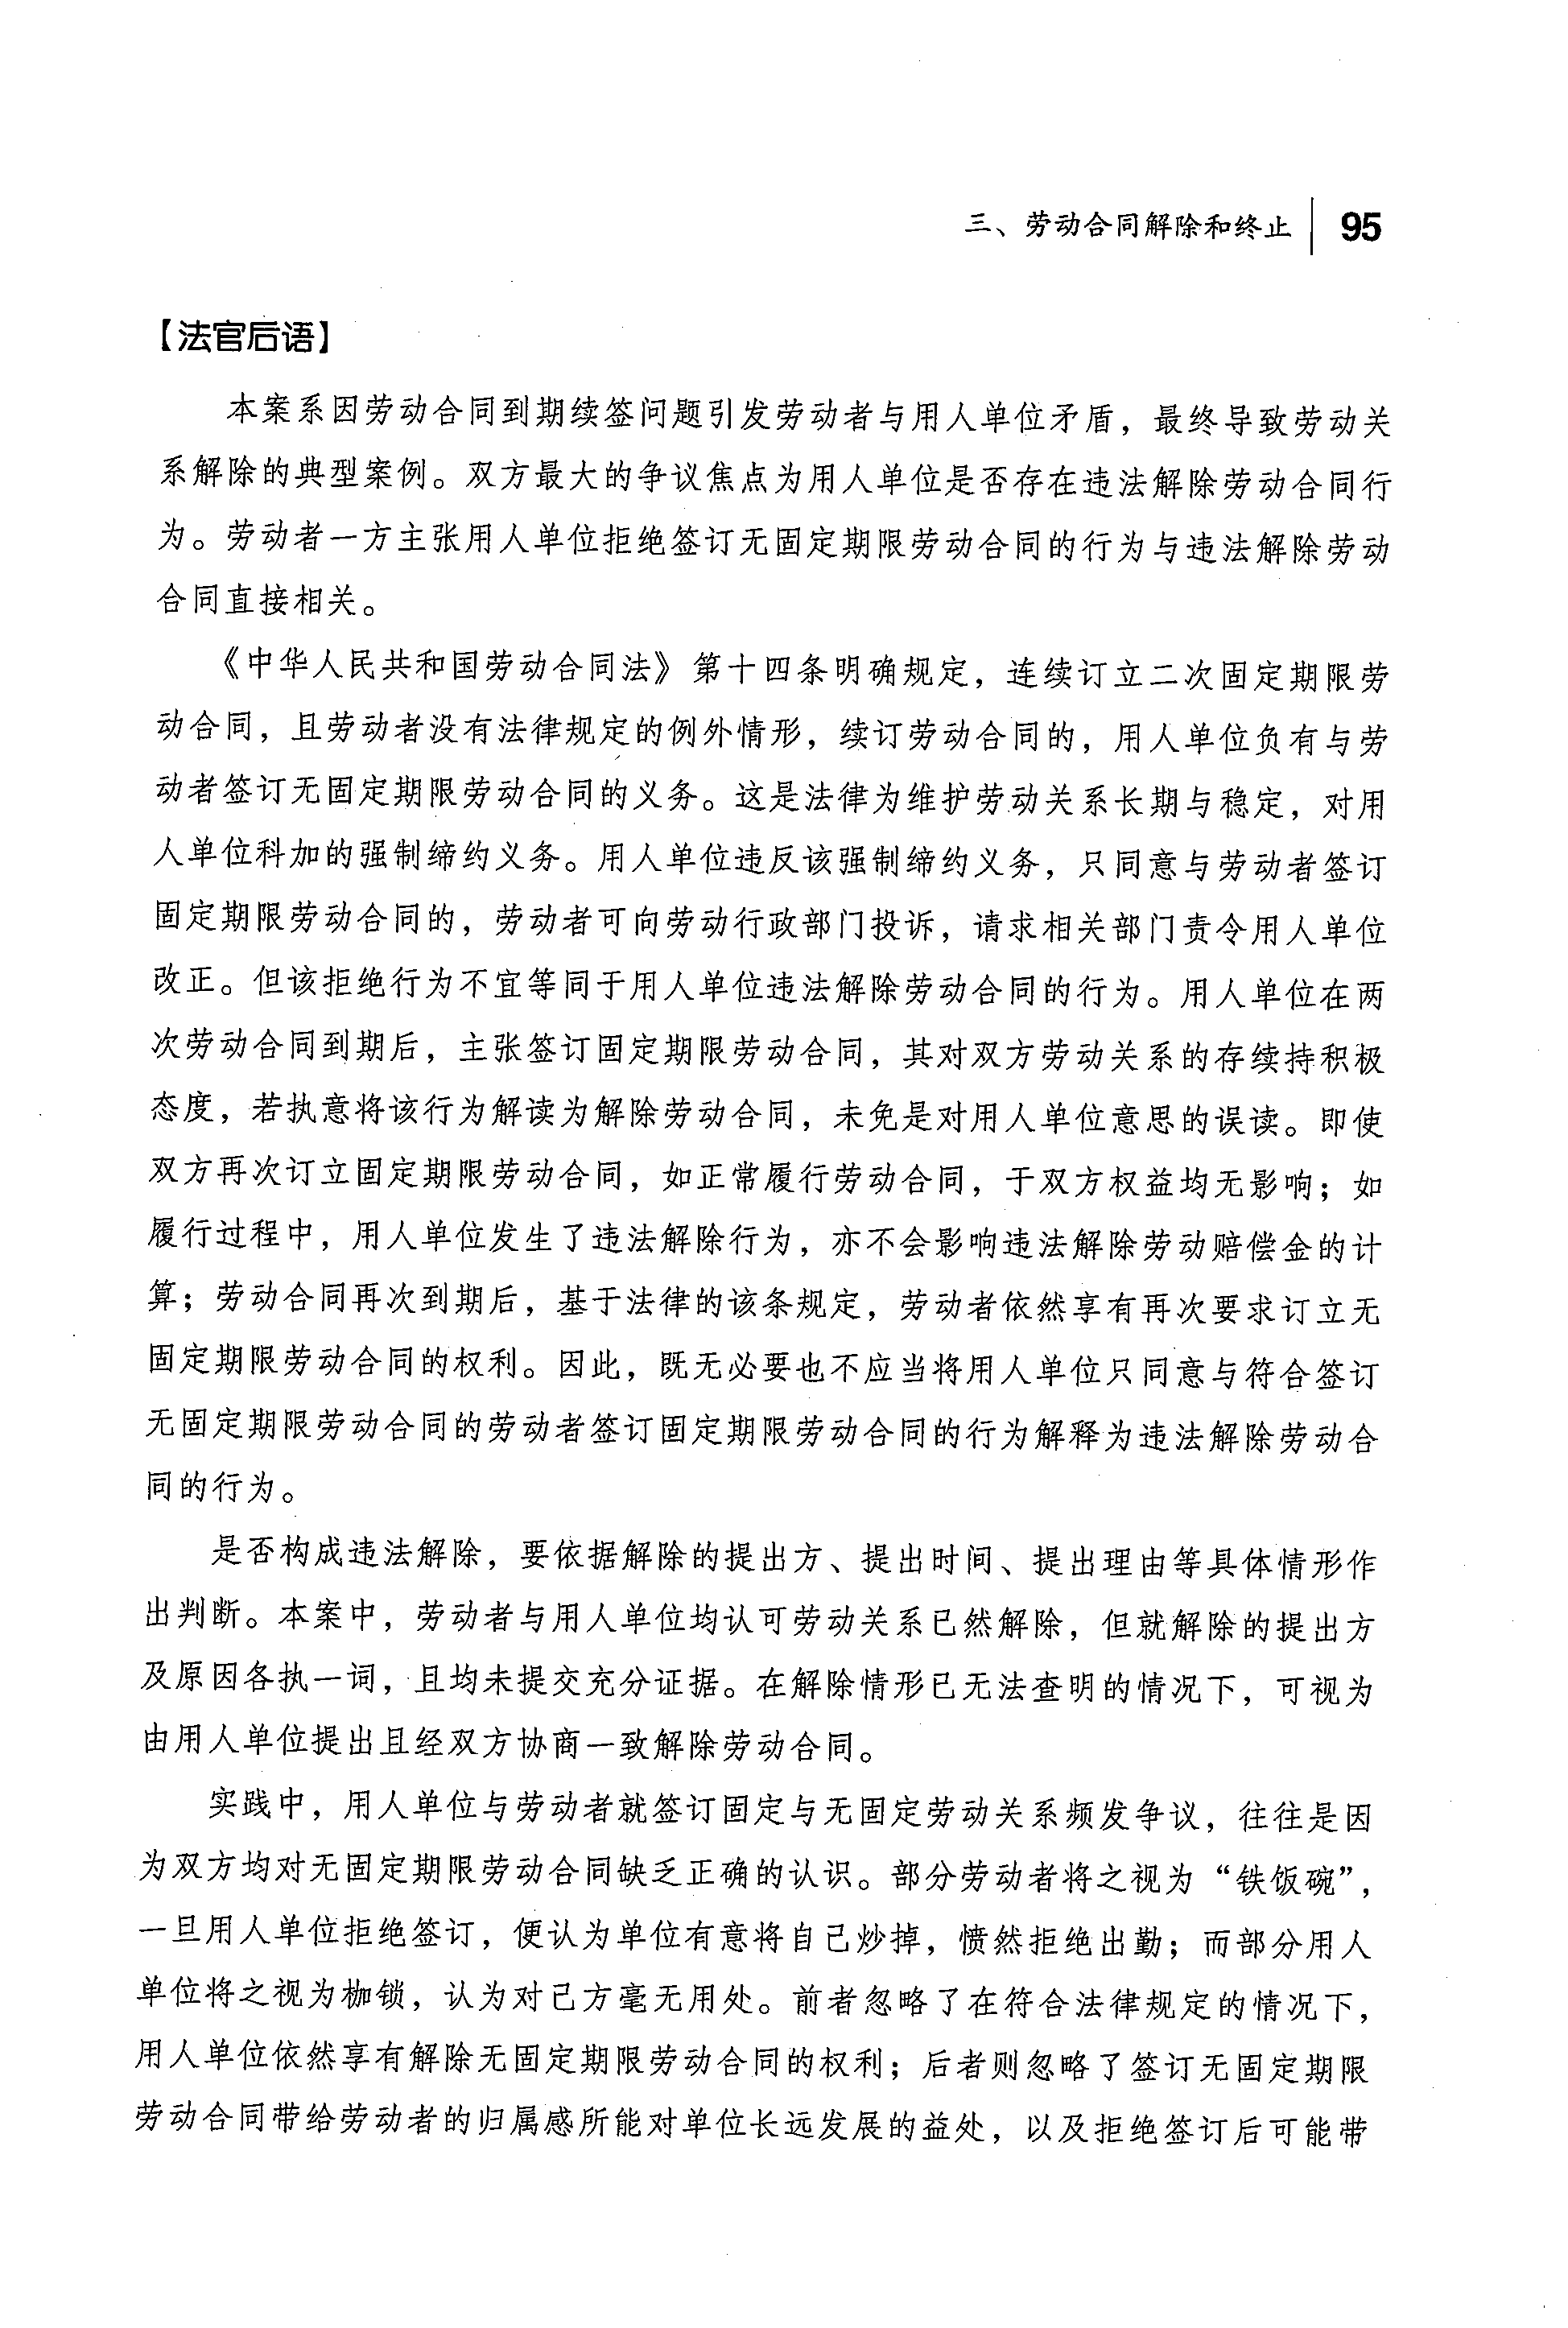 三、劳动合同解除和终止 95
【法官后语】
本案系因劳动合同到期续签问题引发劳动者与用人单位矛盾，最终导致劳动关
系解除的典型案例。双方最大的争议焦点为用人单位是否存在违法解除劳动合同行
为。劳动者一方主张用人单位拒绝签订无固定期限劳动合同的行为与违法解除劳动
合同直接相关。
《中华人民共和国劳动合同法》第十四条明确规定，连续订立二次固定期限劳
动合同，且劳动者没有法律规定的例外情形，续订劳动合同的，用人单位负有与劳
动者签订无固定期限劳动合同的义务。这是法律为维护劳动关系长期与稳定，对用
人单位科加的强制缔约义务。用人单位违反该强制缔约义务，只同意与劳动者签订
固定期限劳动合同的，劳动者可向劳动行政部门投诉，请求相关部门责令用人单位
改正。但该拒绝行为不宜等同于用人单位违法解除劳动合同的行为。用人单位在两
次劳动合同到期后，主张签订固定期限劳动合同，其对双方劳动关系的存续持积极
态度，若执意将该行为解读为解除劳动合同，未免是对用人单位意思的误读。即使
双方再次订立固定期限劳动合同，如正常履行劳动合同，于双方权益均无影响；如
履行过程中，用人单位发生了违法解除行为，亦不会影响违法解除劳动赔偿金的计
算；劳动合同再次到期后，基于法律的该条规定，劳动者依然享有再次要求订立无
固定期限劳动合同的权利。因此，既无必要也不应当将用人单位只同意与符合签订
无固定期限劳动合同的劳动者签订固定期限劳动合同的行为解释为违法解除劳动合
同的行为。
是否构成违法解除，要依据解除的提出方、提出时间、提出理由等具体情形作
出判断。本案中，劳动者与用人单位均认可劳动关系已然解除，但就解除的提出方
及原因各执一词，且均未提交充分证据。在解除情形已无法查明的情况下，可视为
由用人单位提出且经双方协商一致解除劳动合同。
实践中，用人单位与劳动者就签订固定与无固定劳动关系频发争议，往往是因
为双方均对无固定期限劳动合同缺乏正确的认识。部分劳动者将之视为“铁饭碗”，
一旦用人单位拒绝签订，便认为单位有意将自己炒掉，愤然拒绝出勤；而部分用人
单位将之视为枷锁，认为对己方毫无用处。前者忽略了在符合法律规定的情况下，
用人单位依然享有解除无固定期限劳动合同的权利；后者则忽略了签订无固定期限
劳动合同带给劳动者的归属感所能对单位长远发展的益处，以及拒绝签订后可能带